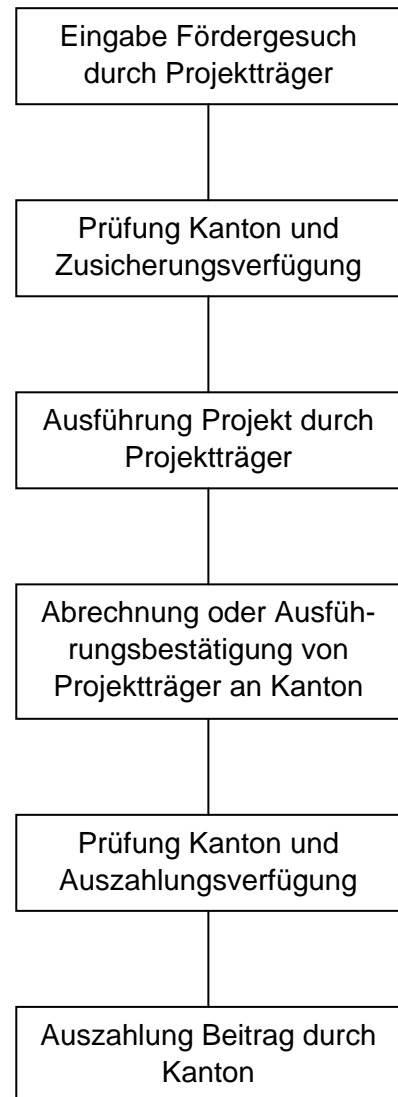 Eingabe Fördergesuch
durch Projektträger
Prüfung Kanton und
Zusicherungsverfügung
Ausführung Projekt durch
Projektträger
Abrechnung oder Ausfüh-
rungsbestätigung von
Projektträger an Kanton
Prüfung Kanton und
Auszahlungsverfügung
Auszahlung Beitrag durch
Kanton